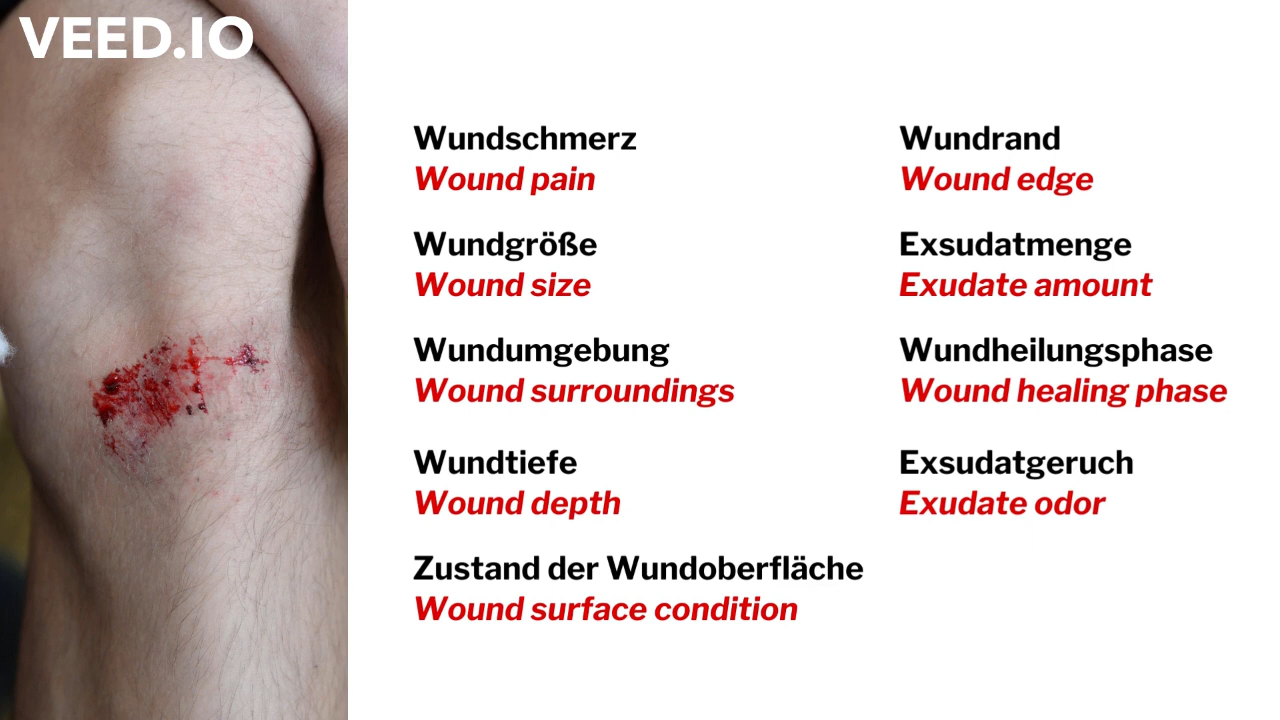 VEED.IO
Wundschmerz
Wound pain
Wundgröße
Wound size
Wundumgebung
Wound surroundings
Wundtiefe
Wound depth
Zustand der Wundoberfläche
Wound surface condition
Wundrand
Wound edge
Exsudatmenge
Exudate amount
Wundheilungsphase
Wound healing phase
Exsudatgeruch
Exudate odor